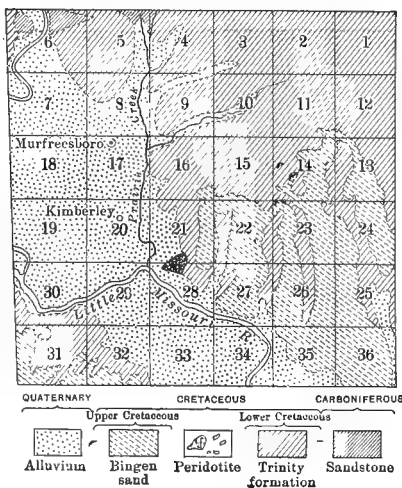 6 5 4 3 2 1
7 8 Creek 9 10 11 12
Murfreesboro
18 17 16 15 14 13
Prairie
Kimberley
19 20 21 22 23 24
30 29 28 27 26 25
Little Missouri R
31 32 33 34 35 36
QUATERNARY CRETACEOUS CARBONIFEROUS
Upper Cretaceous Lower Cretaceous
Alluvium Bingen sand Peridotite Trinity formation Sandstone